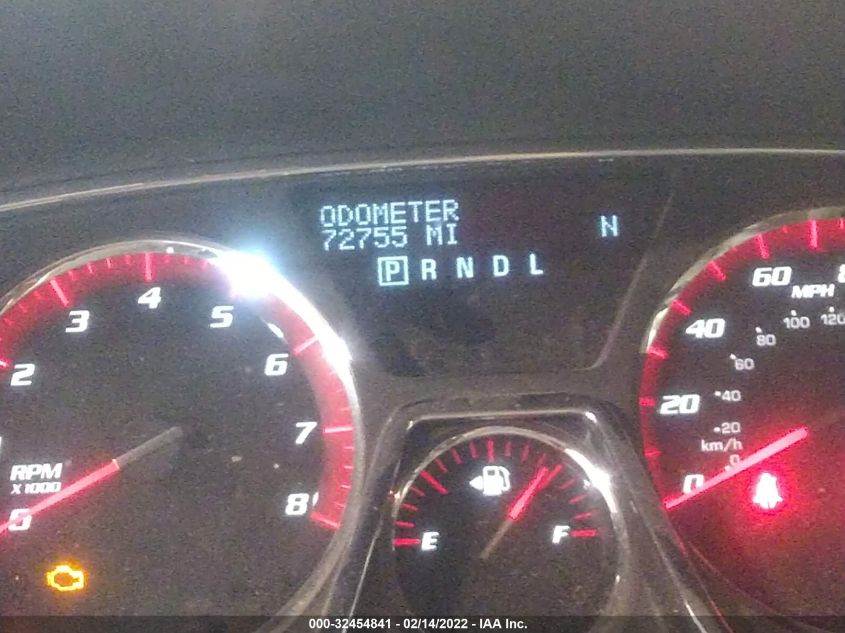 ODOMETER
72755 MI
N
P R N D L
2 3 4 5 6 7 8
RPM
X1000
0
E F
0 20 40 60
MPH
0 20 40 60 80 100 120
km/h
000-32454841 - 02/14/2022 - IAA Inc.